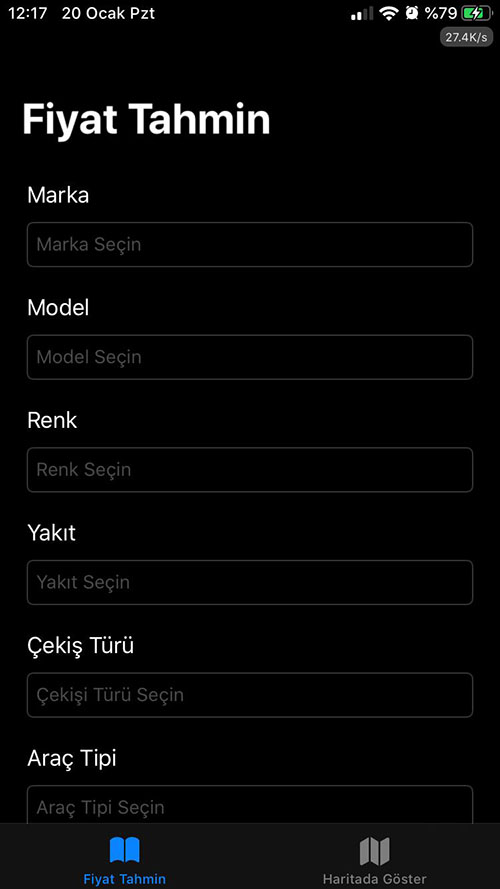 12:17 20 Ocak Pzt %79
27.4K/s
Fiyat Tahmin
Marka
Marka Seçin
Model
Model Seçin
Renk
Renk Seçin
Yakıt
Yakıt Seçin
Çekiş Türü
Çekişi Türü Seçin
Araç Tipi
Araç Tipi Seçin
Fiyat Tahmin Haritada Göster